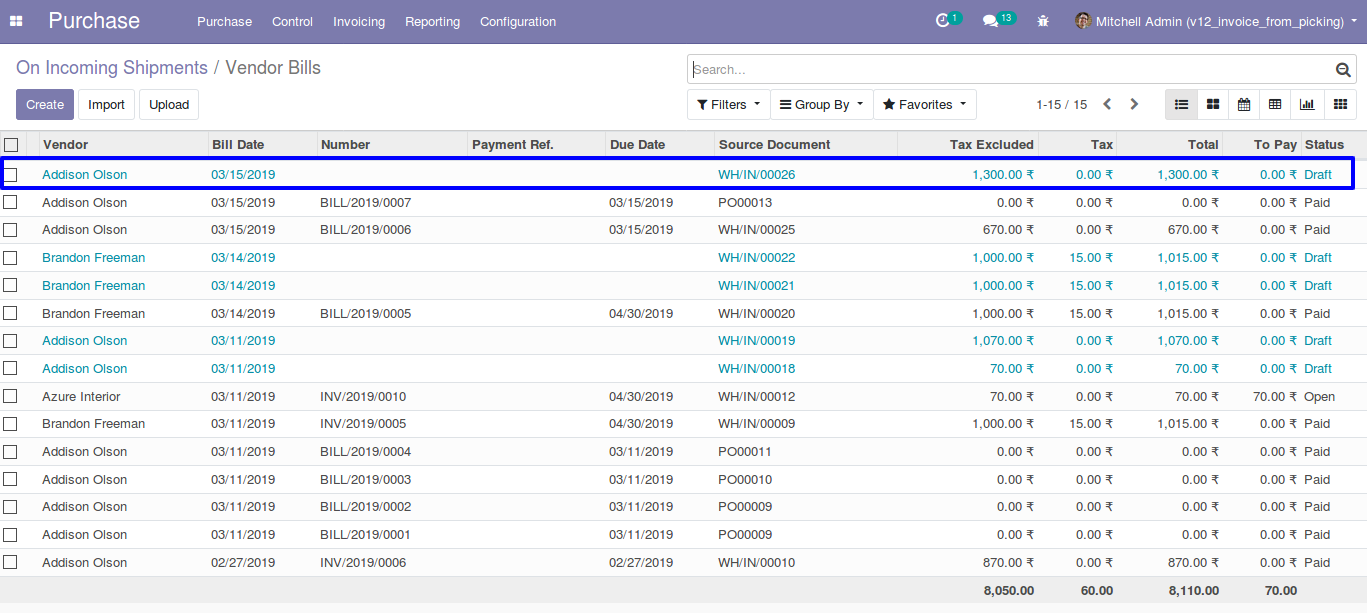 Purchase Purchase Control Invoicing Reporting Configuration 1 13 Mitchell Admin (v12_invoice_from_picking)
On Incoming Shipments / Vendor Bills Search...
Create Import Upload Filters Group By Favorites 1-15 / 15
Vendor Bill Date Number Payment Ref. Due Date Source Document Tax Excluded Tax Total To Pay Status
Addison Olson 03/15/2019 WH/IN/00026 1,300.00 ₹ 0.00 ₹ 1,300.00 ₹ 0.00 ₹ Draft
Addison Olson 03/15/2019 BILL/2019/0007 03/15/2019 PO00013 0.00 ₹ 0.00 ₹ 0.00 ₹ 0.00 ₹ Paid
Addison Olson 03/15/2019 BILL/2019/0006 03/15/2019 WH/IN/00025 670.00 ₹ 0.00 ₹ 670.00 ₹ 0.00 ₹ Paid
Brandon Freeman 03/14/2019 WH/IN/00022 1,000.00 ₹ 15.00 ₹ 1,015.00 ₹ 0.00 ₹ Draft
Brandon Freeman 03/14/2019 WH/IN/00021 1,000.00 ₹ 15.00 ₹ 1,015.00 ₹ 0.00 ₹ Draft
Brandon Freeman 03/14/2019 BILL/2019/0005 04/30/2019 WH/IN/00020 1,000.00 ₹ 15.00 ₹ 1,015.00 ₹ 0.00 ₹ Paid
Addison Olson 03/11/2019 WH/IN/00019 1,070.00 ₹ 0.00 ₹ 1,070.00 ₹ 0.00 ₹ Draft
Addison Olson 03/11/2019 WH/IN/00018 70.00 ₹ 0.00 ₹ 70.00 ₹ 0.00 ₹ Draft
Azure Interior 03/11/2019 INV/2019/0010 04/30/2019 WH/IN/00012 70.00 ₹ 0.00 ₹ 70.00 ₹ 70.00 ₹ Open
Brandon Freeman 03/11/2019 INV/2019/0005 04/30/2019 WH/IN/00009 1,000.00 ₹ 15.00 ₹ 1,015.00 ₹ 0.00 ₹ Paid
Addison Olson 03/11/2019 BILL/2019/0004 03/11/2019 PO00011 0.00 ₹ 0.00 ₹ 0.00 ₹ 0.00 ₹ Paid
Addison Olson 03/11/2019 BILL/2019/0003 03/11/2019 PO00010 0.00 ₹ 0.00 ₹ 0.00 ₹ 0.00 ₹ Paid
Addison Olson 03/11/2019 BILL/2019/0002 03/11/2019 PO00009 0.00 ₹ 0.00 ₹ 0.00 ₹ 0.00 ₹ Paid
Addison Olson 03/11/2019 BILL/2019/0001 03/11/2019 PO00009 0.00 ₹ 0.00 ₹ 0.00 ₹ 0.00 ₹ Paid
Addison Olson 02/27/2019 INV/2019/0006 02/27/2019 WH/IN/00010 870.00 ₹ 0.00 ₹ 870.00 ₹ 0.00 ₹ Paid
8,050.00 60.00 8,110.00 70.00